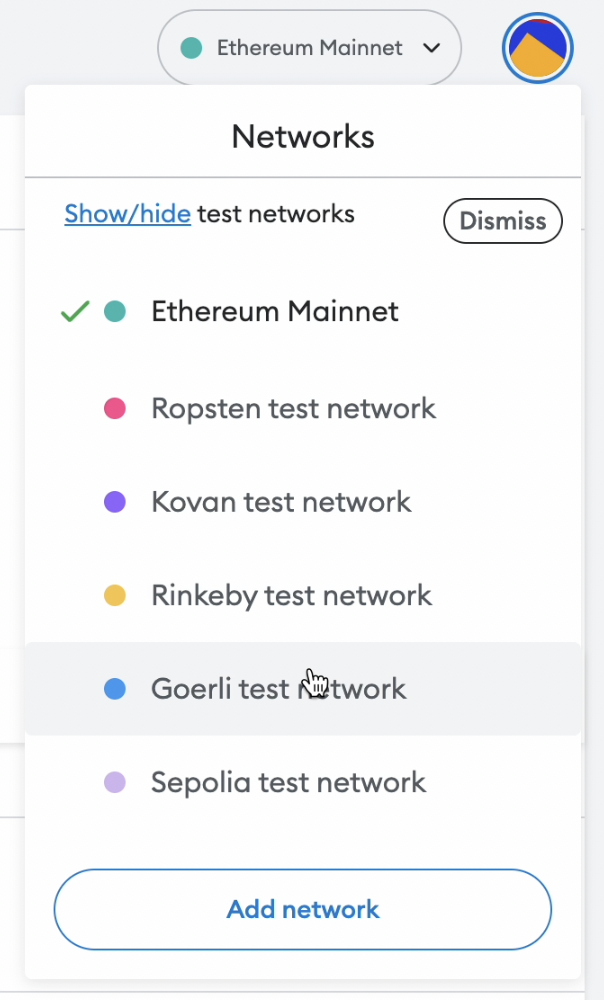 Ethereum Mainnet
Networks
Show/hide test networks
Dismiss
Ethereum Mainnet
Ropsten test network
Kovan test network
Rinkeby test network
Goerli test network
Sepolia test network
Add network